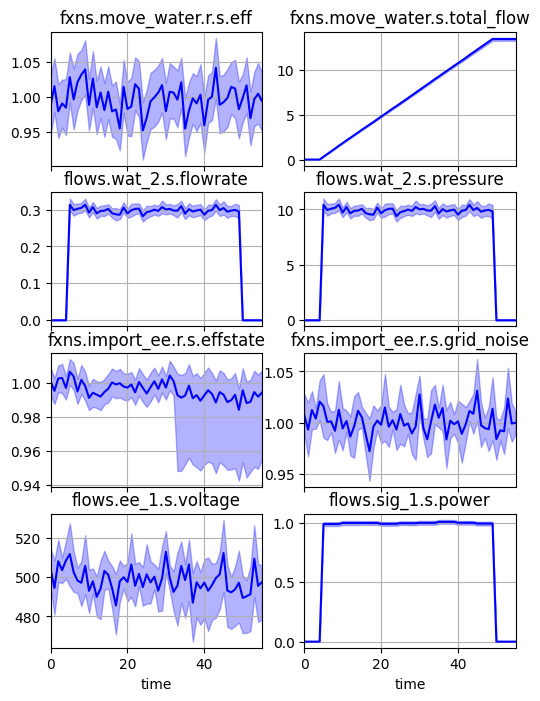 fxns.move_water.r.s.eff
fxns.move_water.s.total_flow
1.05
1.00
0.95
10
5
0
flows.wat_2.s.flowrate
flows.wat_2.s.pressure
0.3
0.2
0.1
0.0
10
5
0
fxns.import_ee.r.s.effstate
fxns.import_ee.r.s.grid_noise
1.00
0.98
0.96
0.94
1.05
1.00
0.95
flows.ee_1.s.voltage
flows.sig_1.s.power
520
500
480
1.0
0.5
0.0
0 20 40
0 20 40
time
time